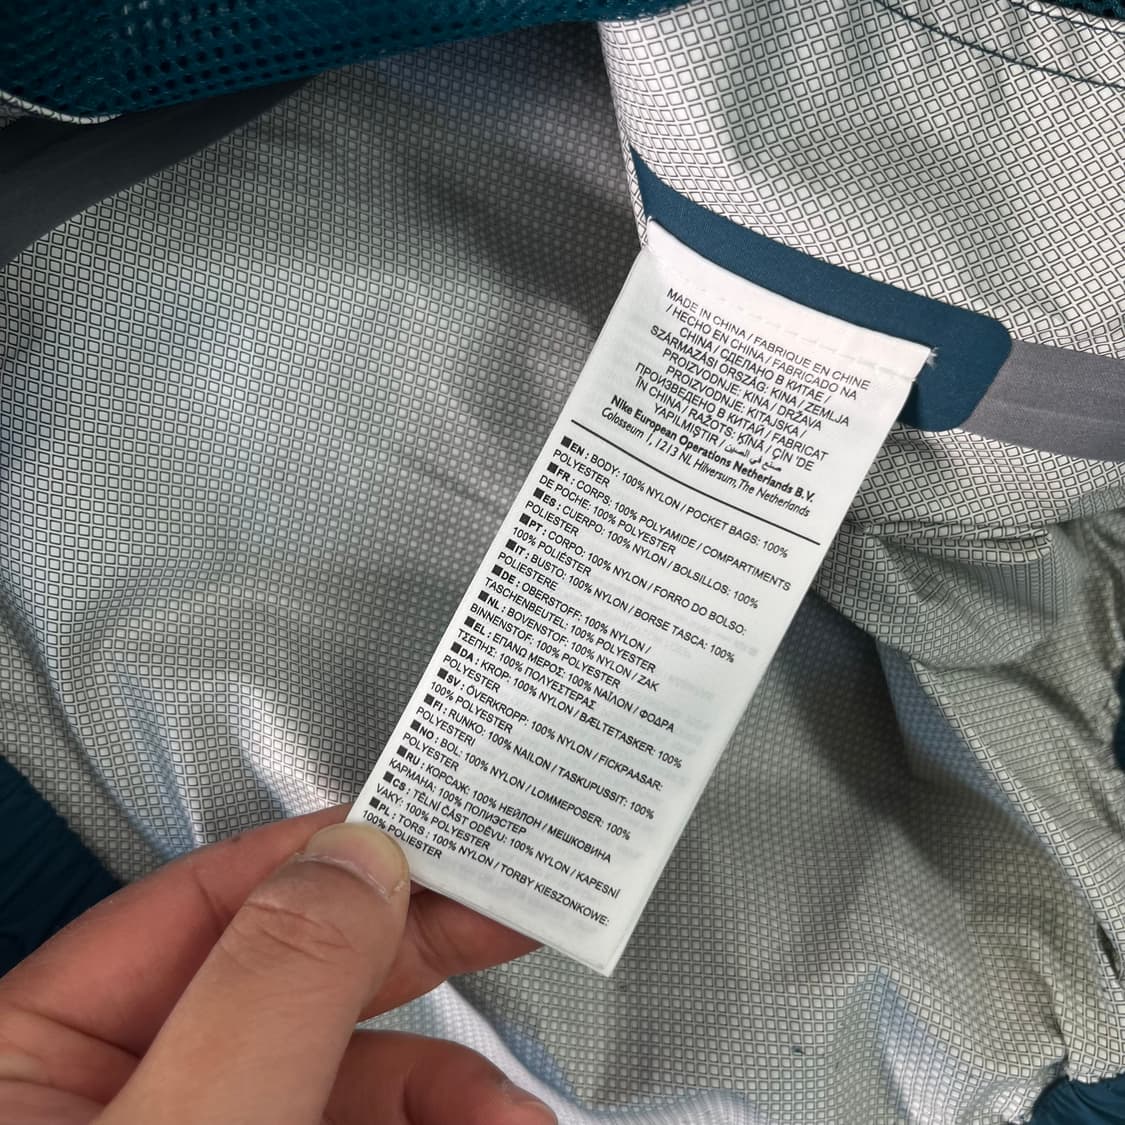 MADE IN CHINA / FABRIQUE EN CHINE
/ HECHO EN CHINA / FABRICADO NA
CHINA / СДЕЛАНО В КИТАЕ /
SZÁRMAZÁSI ORSZÁG: KÍNA / ZEMLJA
PROIZVODNJE: KINA / DRŽAVA
PROIZVODNJE: KITAJSKA /
ПРОИЗВЕДЕНО В КИТАЙ / FABRICAT
ÎN CHINA / RAŽOTS: ĶĪNĀ / ÇİN 'DE
YAPILMIŞTIR / صنع في الصين
Nike European Operations Netherlands B.V.
Colosseum 1, 1213 NL Hilversum, The Netherlands
■EN : BODY: 100% NYLON / POCKET BAGS: 100%
POLYESTER
■FR : CORPS: 100% POLYAMIDE / COMPARTIMENTS
DE POCHE: 100% POLYESTER
■ES : CUERPO: 100% NYLON / BOLSILLOS: 100%
POLIÉSTER
■PT : CORPO: 100% NYLON / FORRO DO BOLSO:
100% POLIÉSTER
■IT : BUSTO: 100% NYLON / BORSE TASCA: 100%
POLIESTERE
■DE : OBERSTOFF: 100% NYLON /
TASCHENBEUTEL: 100% POLYESTER
■NL : BOVENSTOF: 100% NYLON / ZAK
BINNENSTOF: 100% POLYESTER
■EL : ΕΠΑΝΩ ΜΕΡΟΣ: 100% ΝΑΪΛΟΝ / ΦΟΔΡΑ
ΤΣΕΠΗΣ: 100% ΠΟΛΥΕΣΤΕΡΑΣ
■DA : KROP: 100% NYLON / BÆLTETASKER: 100%
POLYESTER
■SV : ÖVERKROPP: 100% NYLON / FICKPAASAR:
100% POLYESTER
■FI : RUNKO: 100% NAILON / TASKUPUSSIT: 100%
POLYESTERI
■NO : BOL: 100% NYLON / LOMMEPOSER: 100%
POLYESTER
■RU : КОРСАЖ: 100% НЕЙЛОН / МЕШКОВИНА
КАРМАНА: 100% ПОЛИЭСТЕР
■CS : TĚLNÍ ČÁST ODĚVU: 100% NYLON / KAPESNÍ
VAKY: 100% POLYESTER
■PL : TORS : 100% NYLON / TORBY KIESZONKOWE:
100% POLIESTER